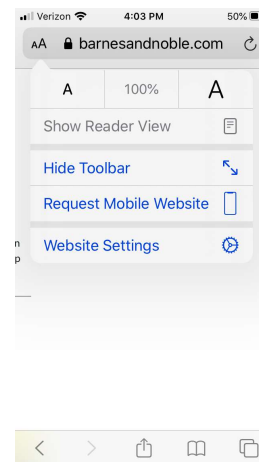 Verizon 4:03 PM 50%
AA barnesandnoble.com
A 100% A
Show Reader View
Hide Toolbar
Request Mobile Website
Website Settings
n
p